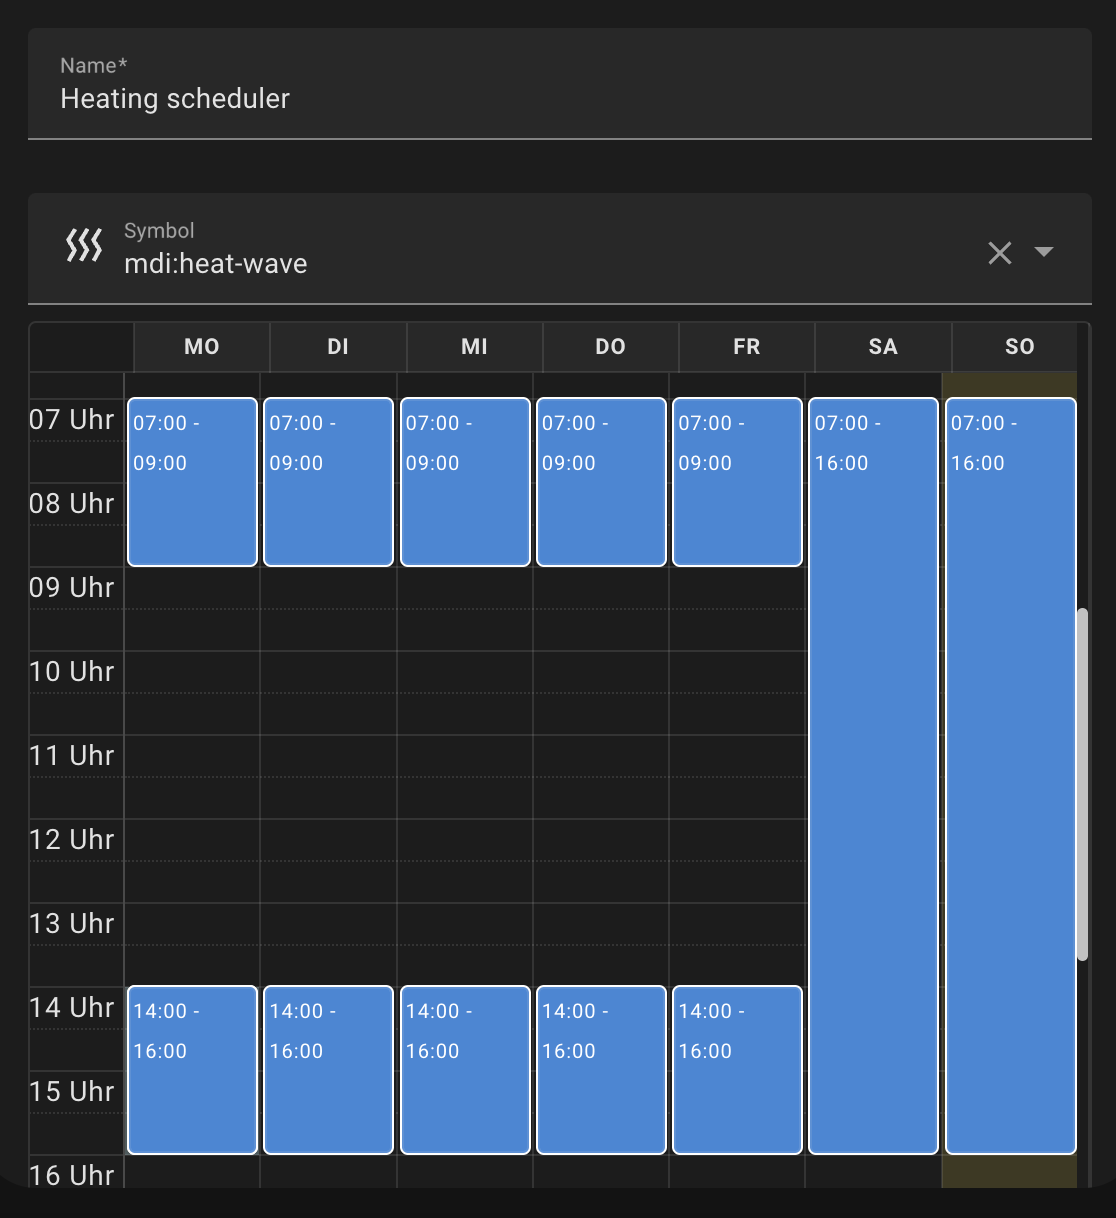 Name*
Heating scheduler
Symbol
mdi:heat-wave
MO DI MI DO FR SA SO
07 Uhr
07:00 - 07:00 - 07:00 - 07:00 - 07:00 - 07:00 - 07:00 -
09:00 09:00 09:00 09:00 09:00 16:00 16:00
08 Uhr
09 Uhr
10 Uhr
11 Uhr
12 Uhr
13 Uhr
14 Uhr
14:00 - 14:00 - 14:00 - 14:00 - 14:00 -
16:00 16:00 16:00 16:00 16:00
15 Uhr
16 Uhr